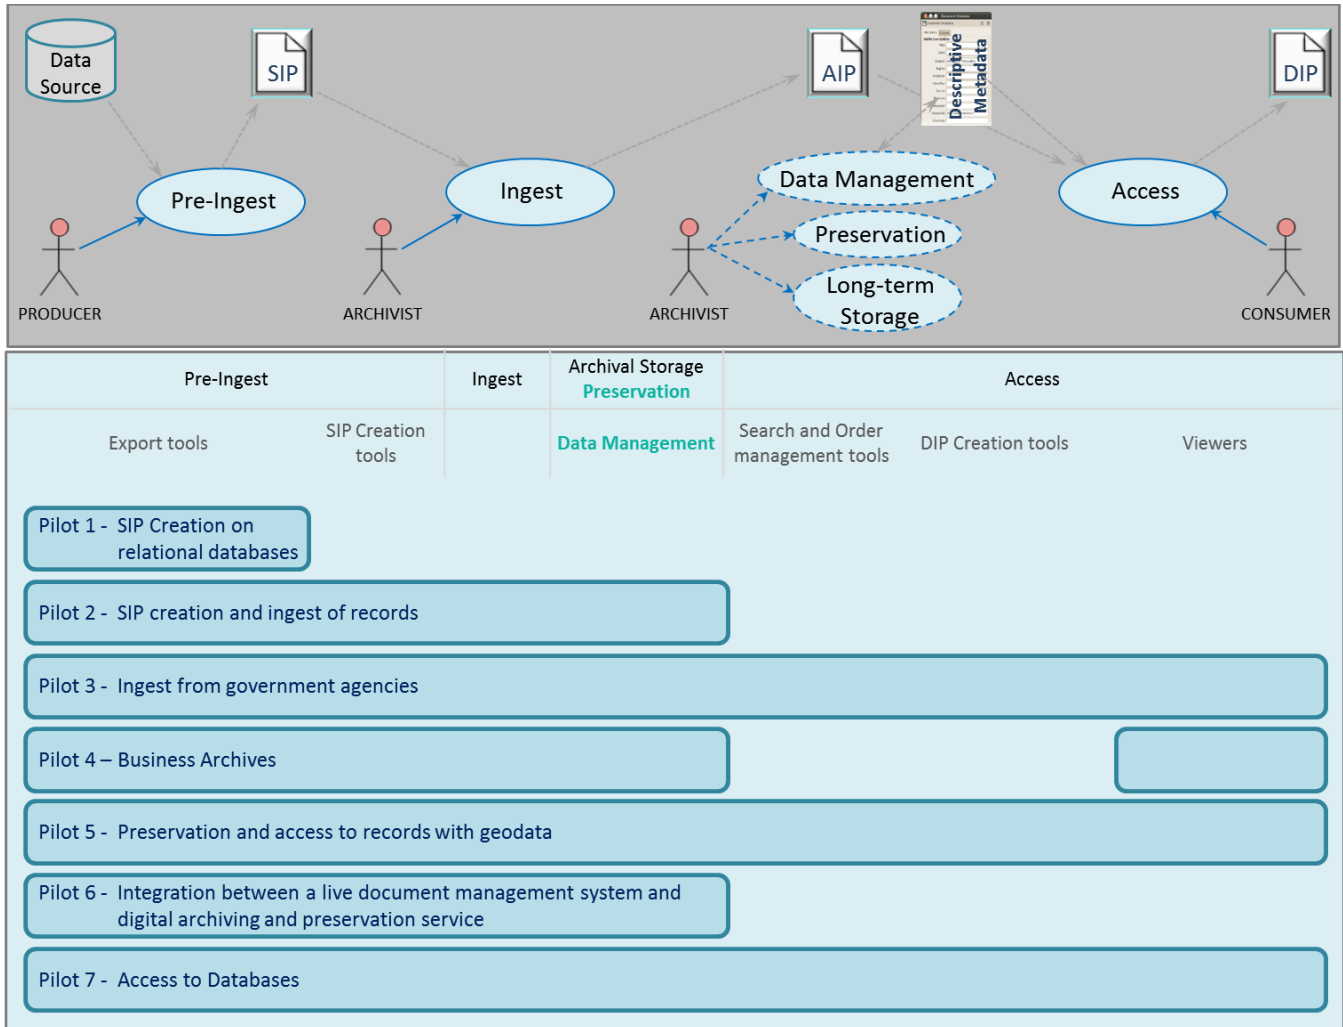 Data
Source
SIP
AIP
Descriptive
Metadata
DIP
Pre-Ingest
Ingest
Data Management
Preservation
Long-term
Storage
Access
PRODUCER
ARCHIVIST
ARCHIVIST
CONSUMER
Pre-Ingest
Ingest
Archival Storage
Preservation
Access
Export tools
SIP Creation
tools
Data Management
Search and Order
management tools
DIP Creation tools
Viewers
Pilot 1 - SIP Creation on
relational databases
Pilot 2 - SIP creation and ingest of records
Pilot 3 - Ingest from government agencies
Pilot 4 – Business Archives
Pilot 5 - Preservation and access to records with geodata
Pilot 6 - Integration between a live document management system and
digital archiving and preservation service
Pilot 7 - Access to Databases